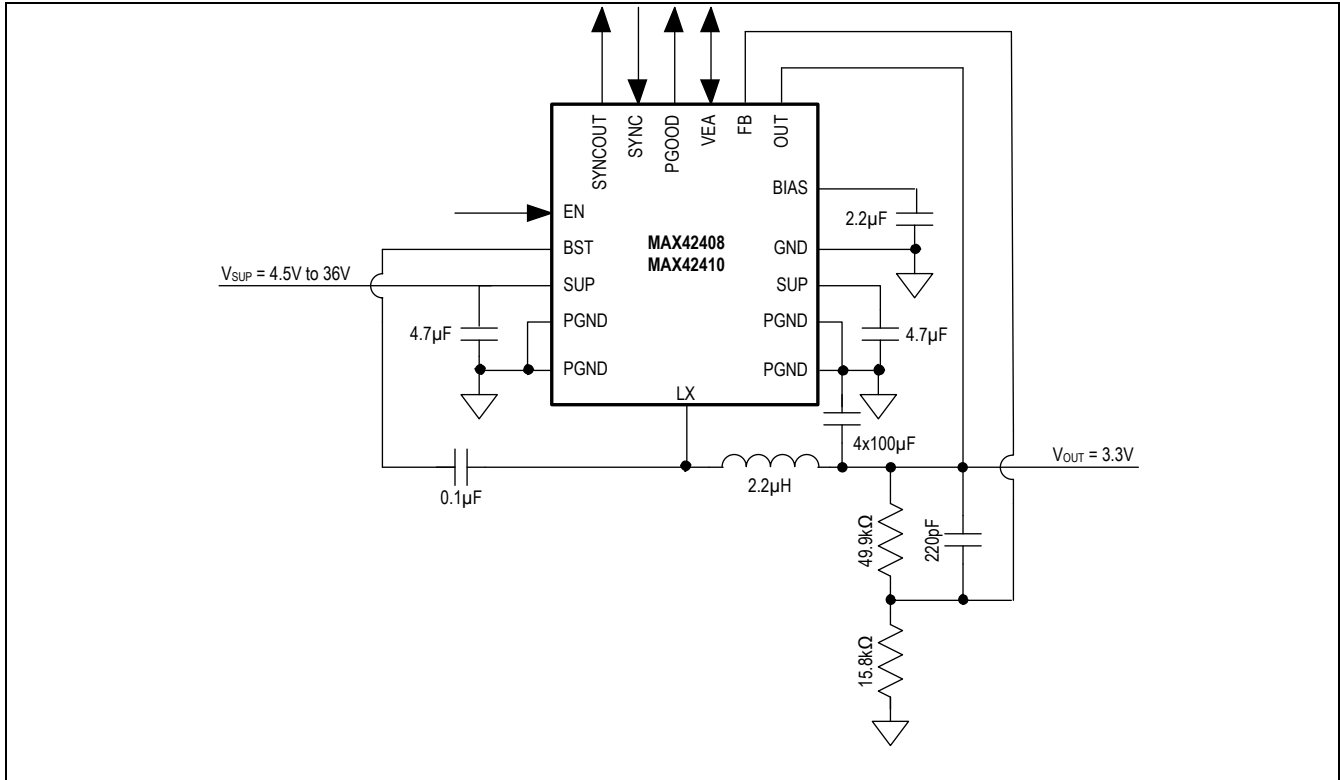 SYNCOUT
SYNC
PGOOD
VEA
FB
OUT
BIAS
2.2µF
EN
MAX42408
MAX42410
BST
GND
VSUP = 4.5V to 36V
SUP
SUP
PGND
PGND
4.7µF
4.7µF
PGND
PGND
LX
4x100µF
VOUT = 3.3V
0.1µF
2.2µH
49.9kΩ
220pF
15.8kΩ